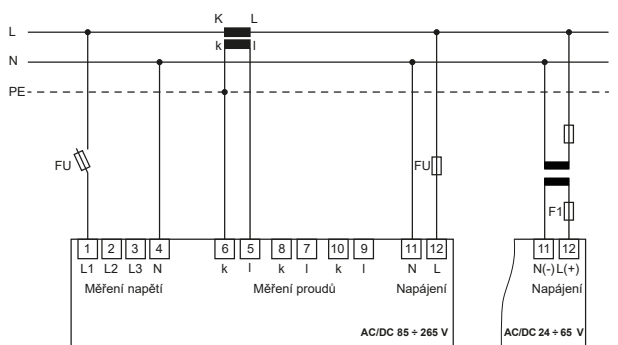 K L
L
k l
N
PE
FU
FU
F1
1 2 3 4 6 5 8 7 10 9 11 12 11 12
L1 L2 L3 N k l k l k l N L N(-) L(+)
Měření napětí Měření proudů Napájení Napájení
AC/DC 85 ÷ 265 V AC/DC 24 ÷ 65 V